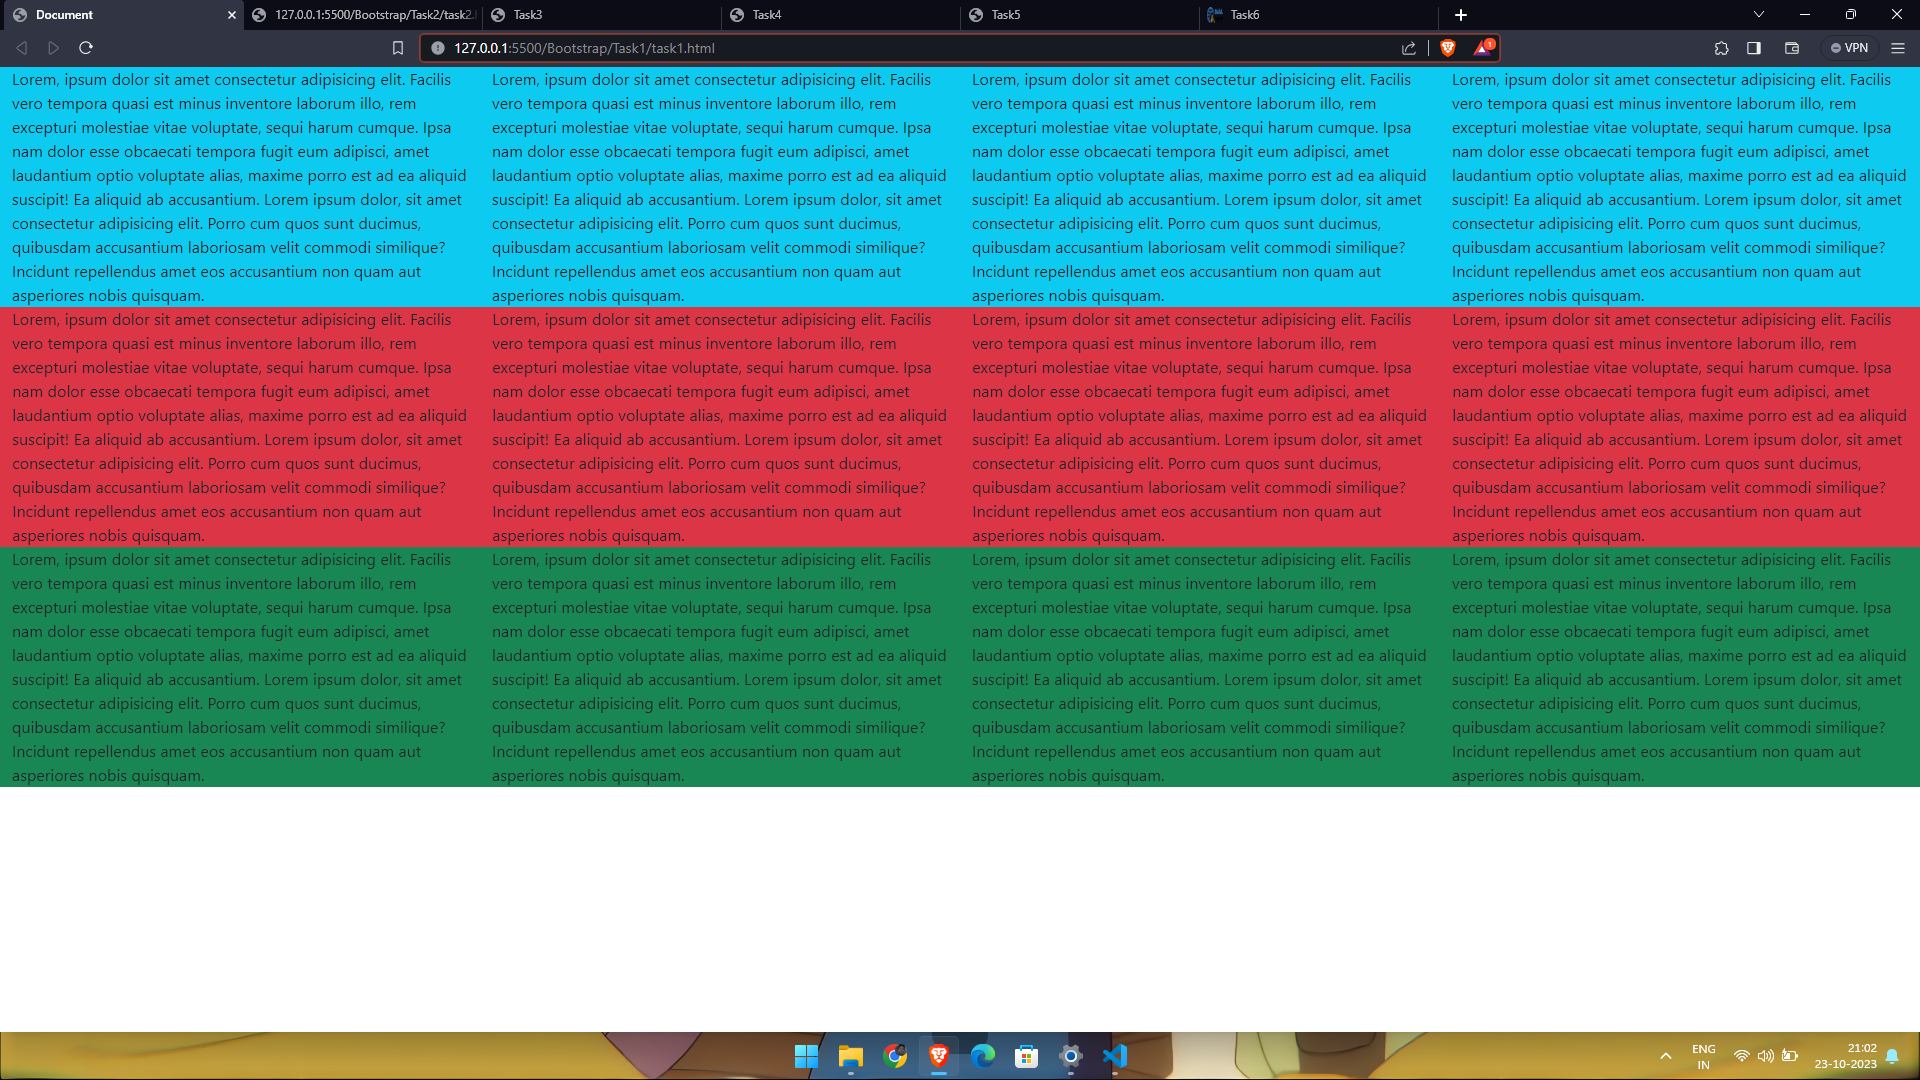 Document
127.0.0.1:5500/Bootstrap/Task2/task2.
Task3
Task4
Task5
Task6
127.0.0.1:5500/Bootstrap/Task1/task1.html
1
VPN
Lorem, ipsum dolor sit amet consectetur adipisicing elit. Facilis
vero tempora quasi est minus inventore laborum illo, rem
excepturi molestiae vitae voluptate, sequi harum cumque. Ipsa
nam dolor esse obcaecati tempora fugit eum adipisci, amet
laudantium optio voluptate alias, maxime porro est ad ea aliquid
suscipit! Ea aliquid ab accusantium. Lorem ipsum dolor, sit amet
consectetur adipisicing elit. Porro cum quos sunt ducimus,
quibusdam accusantium laboriosam velit commodi similique?
Incidunt repellendus amet eos accusantium non quam aut
asperiores nobis quisquam.
Lorem, ipsum dolor sit amet consectetur adipisicing elit. Facilis
vero tempora quasi est minus inventore laborum illo, rem
excepturi molestiae vitae voluptate, sequi harum cumque. Ipsa
nam dolor esse obcaecati tempora fugit eum adipisci, amet
laudantium optio voluptate alias, maxime porro est ad ea aliquid
suscipit! Ea aliquid ab accusantium. Lorem ipsum dolor, sit amet
consectetur adipisicing elit. Porro cum quos sunt ducimus,
quibusdam accusantium laboriosam velit commodi similique?
Incidunt repellendus amet eos accusantium non quam aut
asperiores nobis quisquam.
Lorem, ipsum dolor sit amet consectetur adipisicing elit. Facilis
vero tempora quasi est minus inventore laborum illo, rem
excepturi molestiae vitae voluptate, sequi harum cumque. Ipsa
nam dolor esse obcaecati tempora fugit eum adipisci, amet
laudantium optio voluptate alias, maxime porro est ad ea aliquid
suscipit! Ea aliquid ab accusantium. Lorem ipsum dolor, sit amet
consectetur adipisicing elit. Porro cum quos sunt ducimus,
quibusdam accusantium laboriosam velit commodi similique?
Incidunt repellendus amet eos accusantium non quam aut
asperiores nobis quisquam.
Lorem, ipsum dolor sit amet consectetur adipisicing elit. Facilis
vero tempora quasi est minus inventore laborum illo, rem
excepturi molestiae vitae voluptate, sequi harum cumque. Ipsa
nam dolor esse obcaecati tempora fugit eum adipisci, amet
laudantium optio voluptate alias, maxime porro est ad ea aliquid
suscipit! Ea aliquid ab accusantium. Lorem ipsum dolor, sit amet
consectetur adipisicing elit. Porro cum quos sunt ducimus,
quibusdam accusantium laboriosam velit commodi similique?
Incidunt repellendus amet eos accusantium non quam aut
asperiores nobis quisquam.
Lorem, ipsum dolor sit amet consectetur adipisicing elit. Facilis
vero tempora quasi est minus inventore laborum illo, rem
excepturi molestiae vitae voluptate, sequi harum cumque. Ipsa
nam dolor esse obcaecati tempora fugit eum adipisci, amet
laudantium optio voluptate alias, maxime porro est ad ea aliquid
suscipit! Ea aliquid ab accusantium. Lorem ipsum dolor, sit amet
consectetur adipisicing elit. Porro cum quos sunt ducimus,
quibusdam accusantium laboriosam velit commodi similique?
Incidunt repellendus amet eos accusantium non quam aut
asperiores nobis quisquam.
Lorem, ipsum dolor sit amet consectetur adipisicing elit. Facilis
vero tempora quasi est minus inventore laborum illo, rem
excepturi molestiae vitae voluptate, sequi harum cumque. Ipsa
nam dolor esse obcaecati tempora fugit eum adipisci, amet
laudantium optio voluptate alias, maxime porro est ad ea aliquid
suscipit! Ea aliquid ab accusantium. Lorem ipsum dolor, sit amet
consectetur adipisicing elit. Porro cum quos sunt ducimus,
quibusdam accusantium laboriosam velit commodi similique?
Incidunt repellendus amet eos accusantium non quam aut
asperiores nobis quisquam.
Lorem, ipsum dolor sit amet consectetur adipisicing elit. Facilis
vero tempora quasi est minus inventore laborum illo, rem
excepturi molestiae vitae voluptate, sequi harum cumque. Ipsa
nam dolor esse obcaecati tempora fugit eum adipisci, amet
laudantium optio voluptate alias, maxime porro est ad ea aliquid
suscipit! Ea aliquid ab accusantium. Lorem ipsum dolor, sit amet
consectetur adipisicing elit. Porro cum quos sunt ducimus,
quibusdam accusantium laboriosam velit commodi similique?
Incidunt repellendus amet eos accusantium non quam aut
asperiores nobis quisquam.
Lorem, ipsum dolor sit amet consectetur adipisicing elit. Facilis
vero tempora quasi est minus inventore laborum illo, rem
excepturi molestiae vitae voluptate, sequi harum cumque. Ipsa
nam dolor esse obcaecati tempora fugit eum adipisci, amet
laudantium optio voluptate alias, maxime porro est ad ea aliquid
suscipit! Ea aliquid ab accusantium. Lorem ipsum dolor, sit amet
consectetur adipisicing elit. Porro cum quos sunt ducimus,
quibusdam accusantium laboriosam velit commodi similique?
Incidunt repellendus amet eos accusantium non quam aut
asperiores nobis quisquam.
Lorem, ipsum dolor sit amet consectetur adipisicing elit. Facilis
vero tempora quasi est minus inventore laborum illo, rem
excepturi molestiae vitae voluptate, sequi harum cumque. Ipsa
nam dolor esse obcaecati tempora fugit eum adipisci, amet
laudantium optio voluptate alias, maxime porro est ad ea aliquid
suscipit! Ea aliquid ab accusantium. Lorem ipsum dolor, sit amet
consectetur adipisicing elit. Porro cum quos sunt ducimus,
quibusdam accusantium laboriosam velit commodi similique?
Incidunt repellendus amet eos accusantium non quam aut
asperiores nobis quisquam.
Lorem, ipsum dolor sit amet consectetur adipisicing elit. Facilis
vero tempora quasi est minus inventore laborum illo, rem
excepturi molestiae vitae voluptate, sequi harum cumque. Ipsa
nam dolor esse obcaecati tempora fugit eum adipisci, amet
laudantium optio voluptate alias, maxime porro est ad ea aliquid
suscipit! Ea aliquid ab accusantium. Lorem ipsum dolor, sit amet
consectetur adipisicing elit. Porro cum quos sunt ducimus,
quibusdam accusantium laboriosam velit commodi similique?
Incidunt repellendus amet eos accusantium non quam aut
asperiores nobis quisquam.
Lorem, ipsum dolor sit amet consectetur adipisicing elit. Facilis
vero tempora quasi est minus inventore laborum illo, rem
excepturi molestiae vitae voluptate, sequi harum cumque. Ipsa
nam dolor esse obcaecati tempora fugit eum adipisci, amet
laudantium optio voluptate alias, maxime porro est ad ea aliquid
suscipit! Ea aliquid ab accusantium. Lorem ipsum dolor, sit amet
consectetur adipisicing elit. Porro cum quos sunt ducimus,
quibusdam accusantium laboriosam velit commodi similique?
Incidunt repellendus amet eos accusantium non quam aut
asperiores nobis quisquam.
Lorem, ipsum dolor sit amet consectetur adipisicing elit. Facilis
vero tempora quasi est minus inventore laborum illo, rem
excepturi molestiae vitae voluptate, sequi harum cumque. Ipsa
nam dolor esse obcaecati tempora fugit eum adipisci, amet
laudantium optio voluptate alias, maxime porro est ad ea aliquid
suscipit! Ea aliquid ab accusantium. Lorem ipsum dolor, sit amet
consectetur adipisicing elit. Porro cum quos sunt ducimus,
quibusdam accusantium laboriosam velit commodi similique?
Incidunt repellendus amet eos accusantium non quam aut
asperiores nobis quisquam.
ENG
IN
21:02
23-10-2023